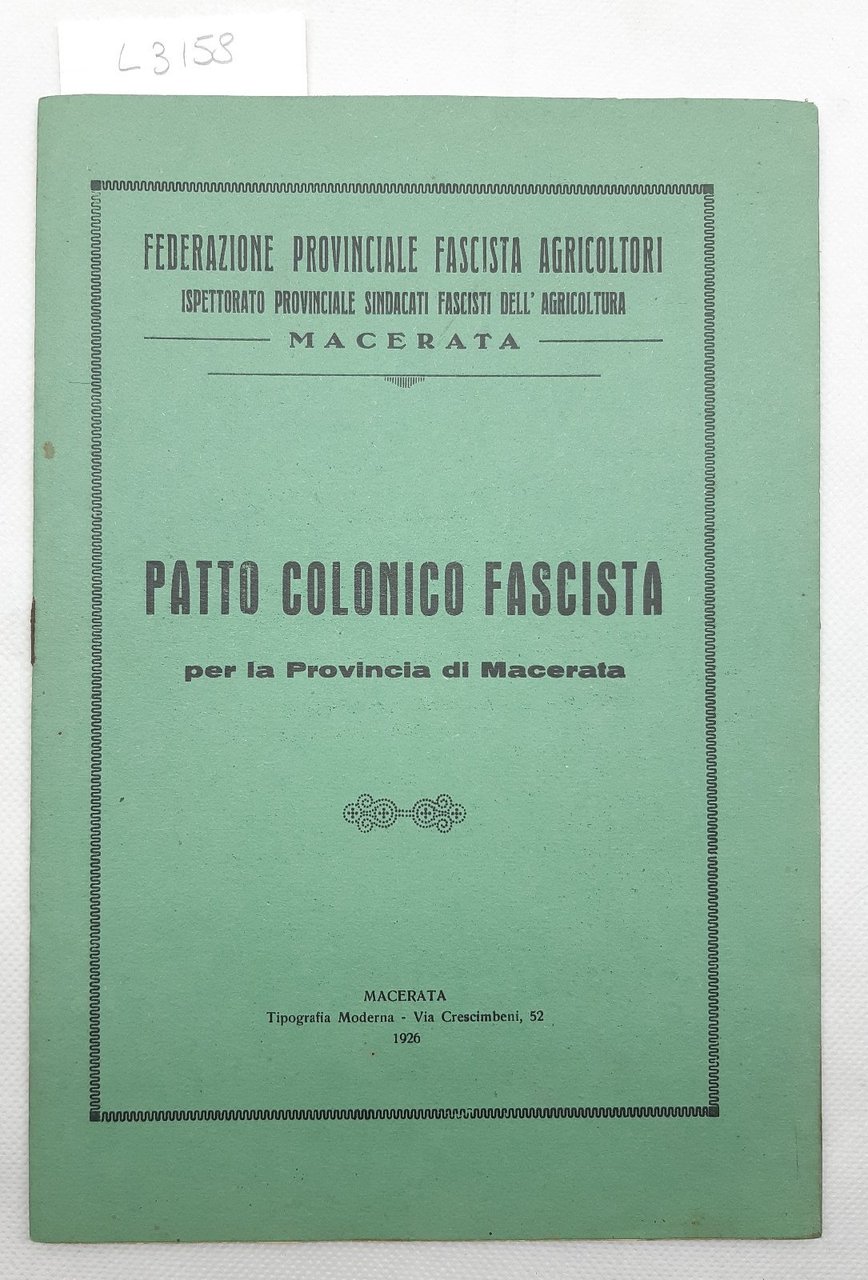 L3158
FEDERAZIONE PROVINCIALE FASCISTA AGRICOLTORI
ISPETTORATO PROVINCIALE SINDACATI FASCISTI DELL' AGRICOLTURA
MACERATA
PATTO COLONICO FASCISTA
per la Provincia di Macerata
MACERATA
Tipografia Moderna - Via Crescimbeni, 52
1926